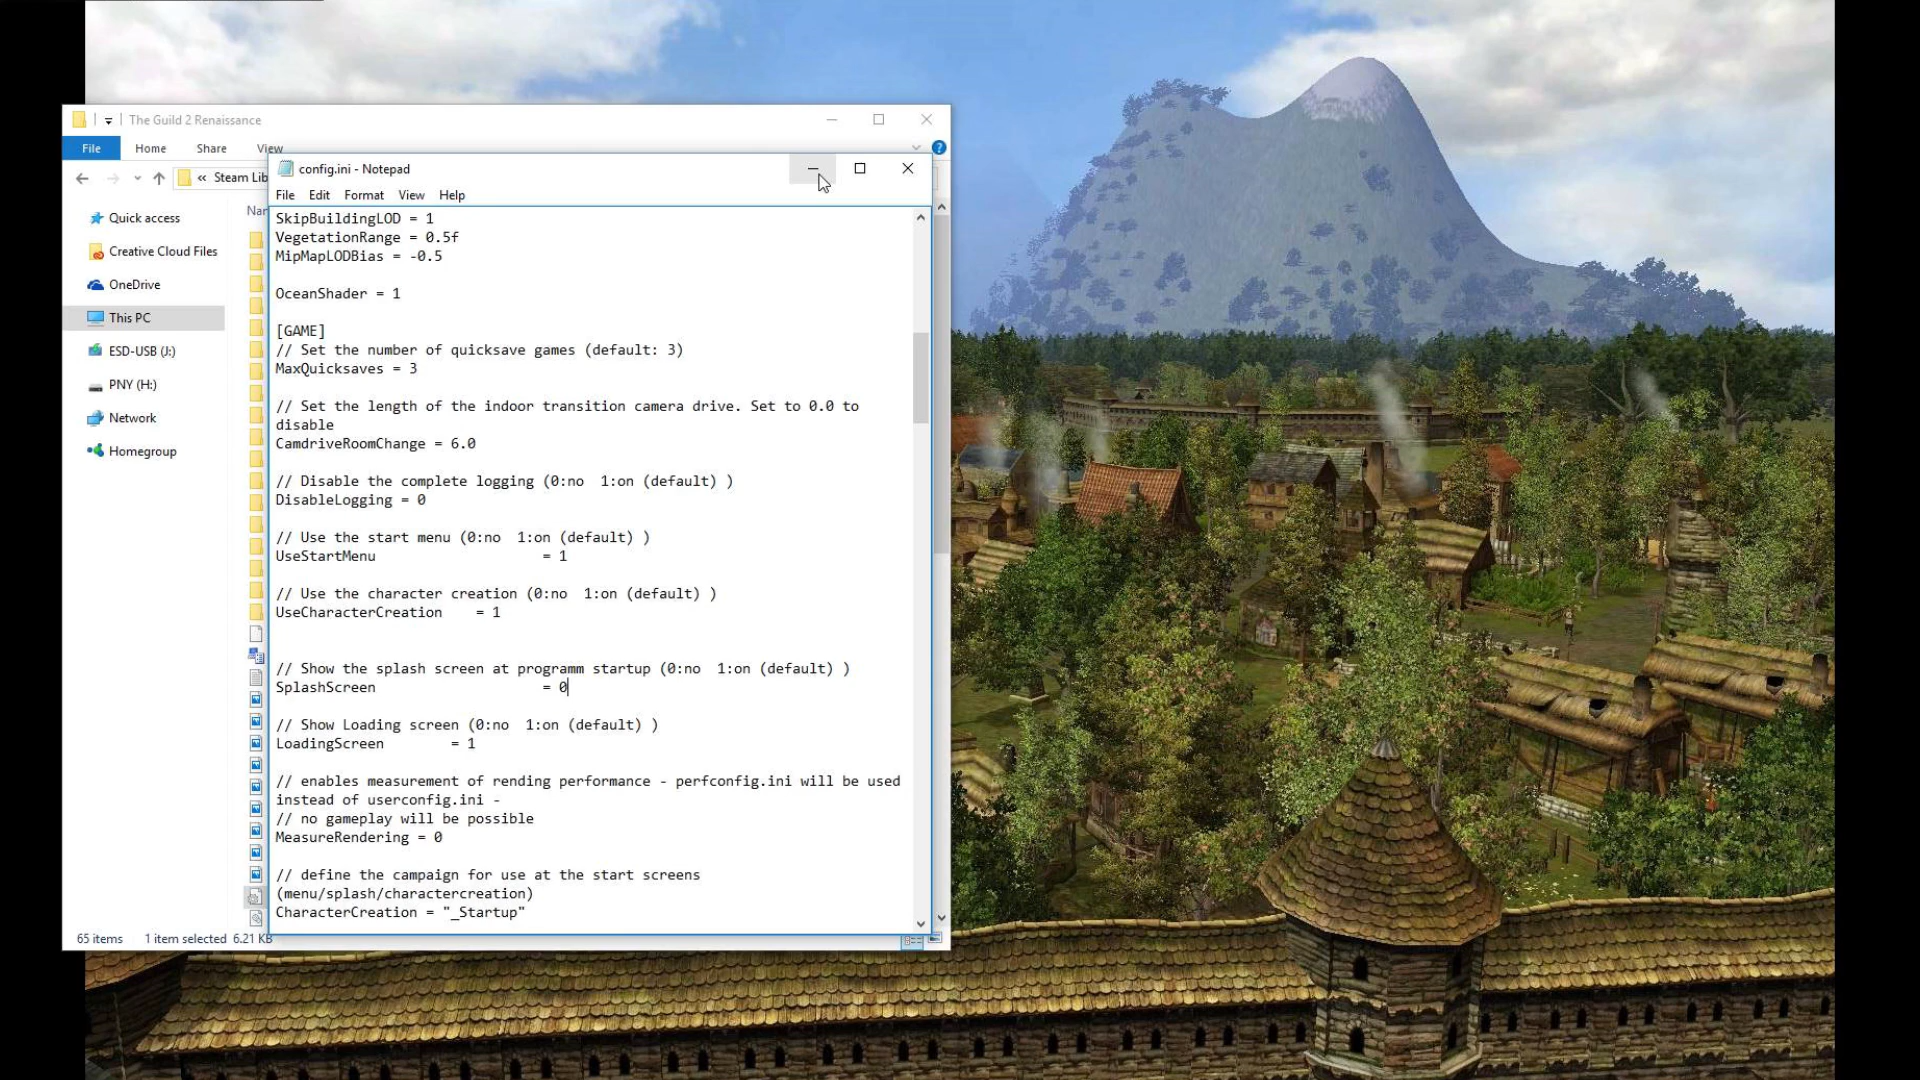 The Guild 2 Renaissance
File Home Share View
Steam Lib
config.ini - Notepad
File Edit Format View Help
Quick access
Creative Cloud Files
OneDrive
This PC
ESD-USB (J:)
PNY (H:)
Network
Homegroup
SkipBuildingLOD = 1
VegetationRange = 0.5f
MipMapLODBias = -0.5
OceanShader = 1
[GAME]
// Set the number of quicksave games (default: 3)
MaxQuicksaves = 3
// Set the length of the indoor transition camera drive. Set to 0.0 to
disable
CamdriveRoomChange = 6.0
// Disable the complete logging (0:no  1:on (default) )
DisableLogging = 0
// Use the start menu (0:no  1:on (default) )
UseStartMenu = 1
// Use the character creation (0:no  1:on (default) )
UseCharacterCreation = 1
// Show the splash screen at programm startup (0:no  1:on (default) )
SplashScreen = 0
// Show Loading screen (0:no  1:on (default) )
LoadingScreen = 1
// enables measurement of rending performance - perfconfig.ini will be used
instead of userconfig.ini -
// no gameplay will be possible
MeasureRendering = 0
// define the campaign for use at the start screens
(menu/splash/charactercreation)
CharacterCreation = "_Startup"
65 items 1 item selected 6.21 KB